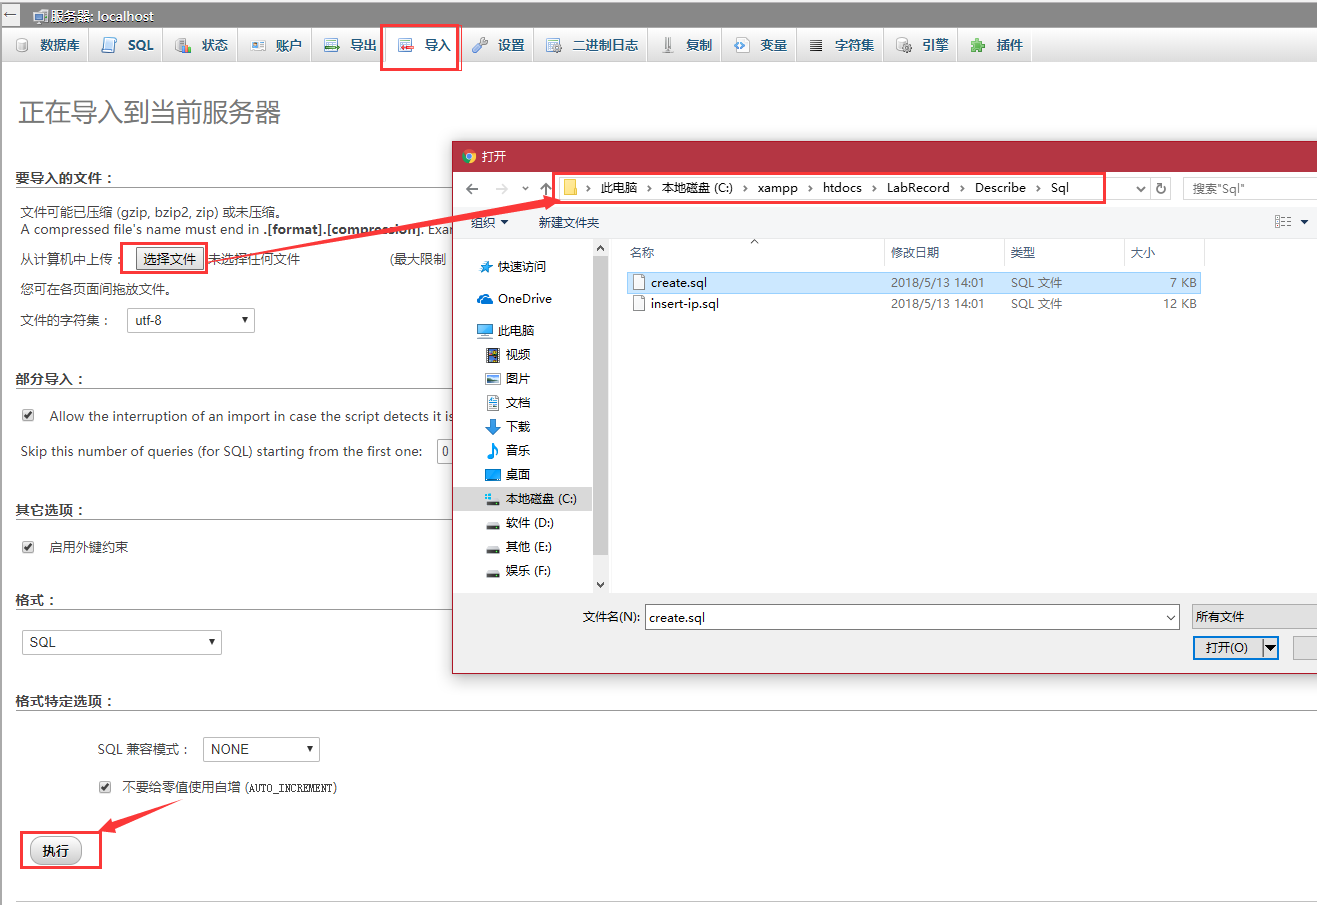 服务器: localhost
数据库 SQL 状态 账户 导出 导入 设置 二进制日志 复制 变量 字符集 引擎 插件
正在导入到当前服务器
要导入的文件：
文件可能已压缩 (gzip, bzip2, zip) 或未压缩。
A compressed file's name must end in .[format].[compression]. Exam
从计算机中上传： 选择文件 未选择任何文件 (最大限制
您可在各页面间拖放文件。
文件的字符集： utf-8
部分导入：
Allow the interruption of an import in case the script detects it is
Skip this number of queries (for SQL) starting from the first one: 0
其它选项：
启用外键约束
格式：
SQL
格式特定选项：
SQL 兼容模式： NONE
不要给零值使用自增 (AUTO_INCREMENT)
执行
打开
此电脑 › 本地磁盘 (C:) › xampp › htdocs › LabRecord › Describe › Sql
搜索"Sql"
组织 新建文件夹
名称 修改日期 类型 大小
create.sql 2018/5/13 14:01 SQL 文件 7 KB
insert-ip.sql 2018/5/13 14:01 SQL 文件 12 KB
快速访问
OneDrive
此电脑
视频
图片
文档
下载
音乐
桌面
本地磁盘 (C:)
软件 (D:)
其他 (E:)
娱乐 (F:)
文件名(N): create.sql 所有文件
打开(O)